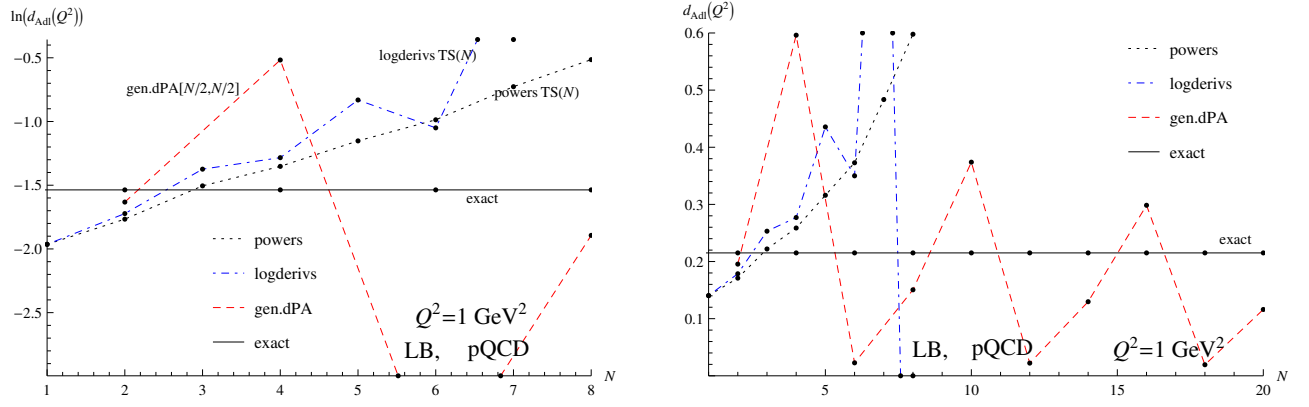 ln(d_Adl(Q^2))
-0.5
-1.0
-1.5
-2.0
-2.5
logderivs TS(N)
gen.dPA[N/2,N/2]
powers TS(N)
exact
powers
logderivs
gen.dPA
exact
Q^2=1 GeV^2
LB, pQCD
1 2 3 4 5 6 7 8 N
d_Adl(Q^2)
0.6
0.5
0.4
0.3
0.2
0.1
powers
logderivs
gen.dPA
exact
exact
LB, pQCD Q^2=1 GeV^2
5 10 15 20 N